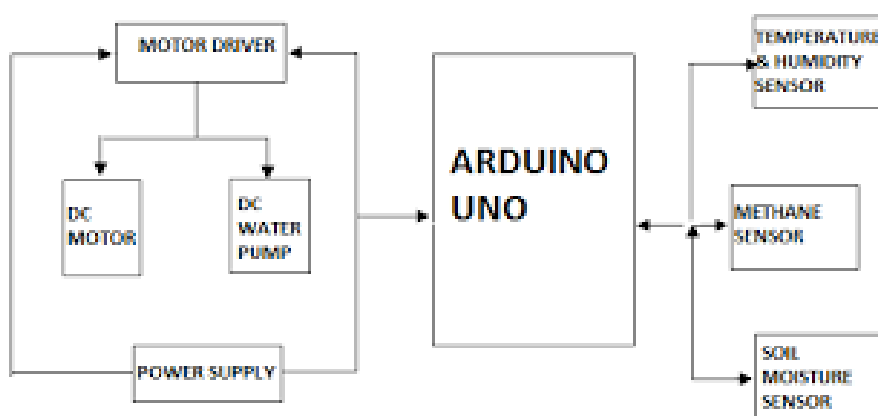 MOTOR DRIVER
DC
MOTOR
DC
WATER
PUMP
POWER SUPPLY
ARDUINO
UNO
TEMPERATURE
& HUMIDITY
SENSOR
METHANE
SENSOR
SOIL
MOISTURE
SENSOR